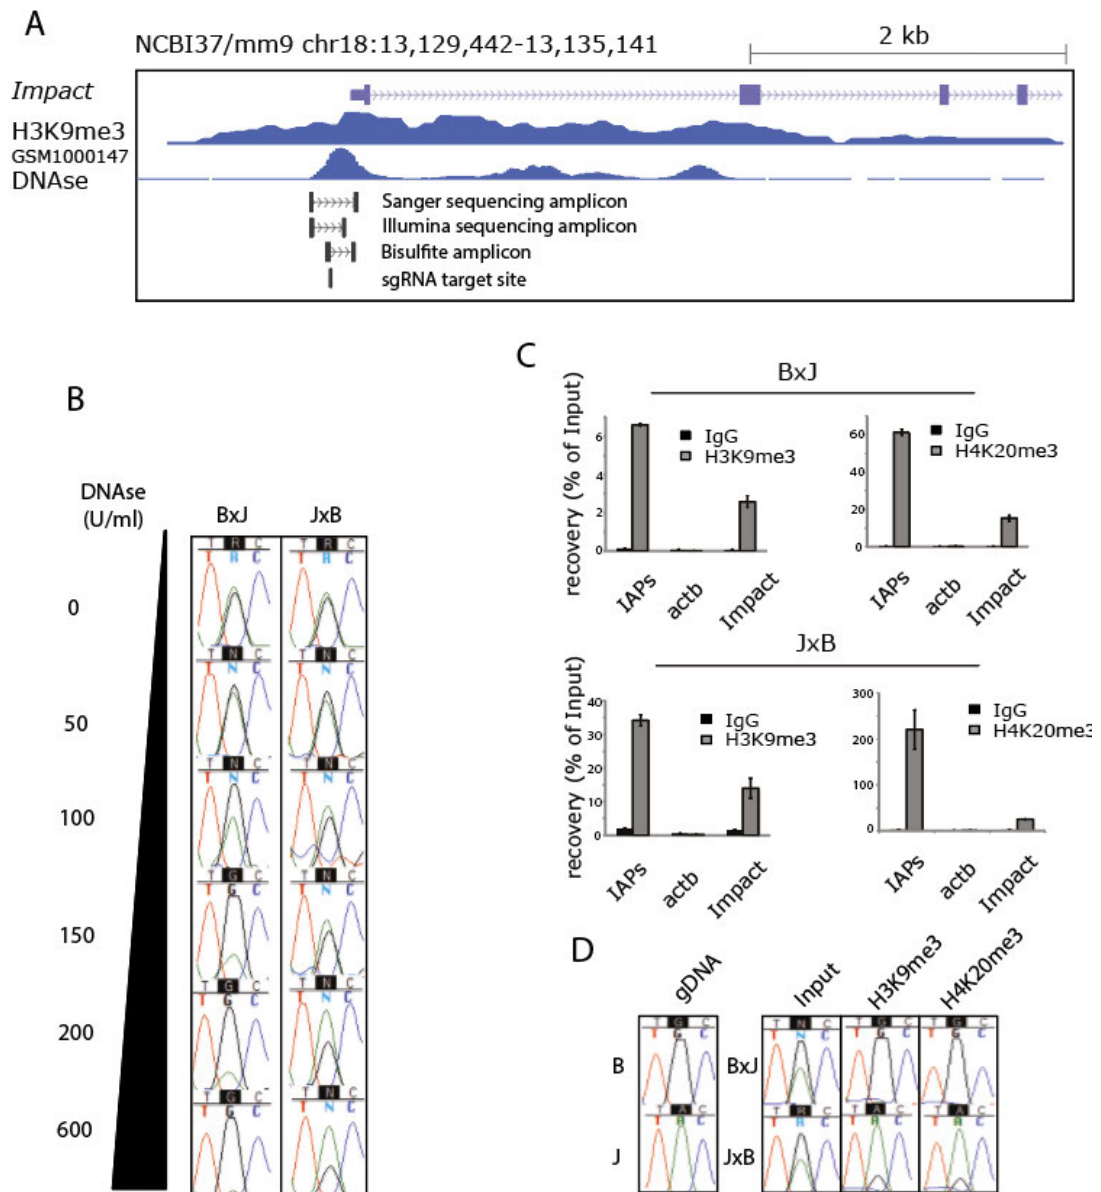 A
NCBI37/mm9 chr18:13,129,442-13,135,141
2 kb
Impact
H3K9me3
GSM1000147
DNAse
Sanger sequencing amplicon
Illumina sequencing amplicon
Bisulfite amplicon
sgRNA target site
B
DNAse
(U/ml)
BxJ JxB
T R C T R C
T R C T R C
0
T N C T N C
T N C T N C
50
T N C T N C
T N C T N C
100
T G C T N C
T G C T N C
150
T G C T N C
T G C T N C
200
T G C T N C
T G C T N C
600
C
BxJ
recovery (% of Input)
6
4
2
0
IgG
H3K9me3
IAPs actb Impact
60
40
20
0
IgG
H4K20me3
IAPs actb Impact
JxB
recovery (% of Input)
40
30
20
10
0
IgG
H3K9me3
IAPs actb Impact
300
200
100
0
IgG
H4K20me3
IAPs actb Impact
D
gDNA Input H3K9me3 H4K20me3
T G C T N C T G C T G C
T G C T N C T G C T G C
B BxJ
T A C T R C T A C T A C
T A C T R C T A C T A C
J JxB